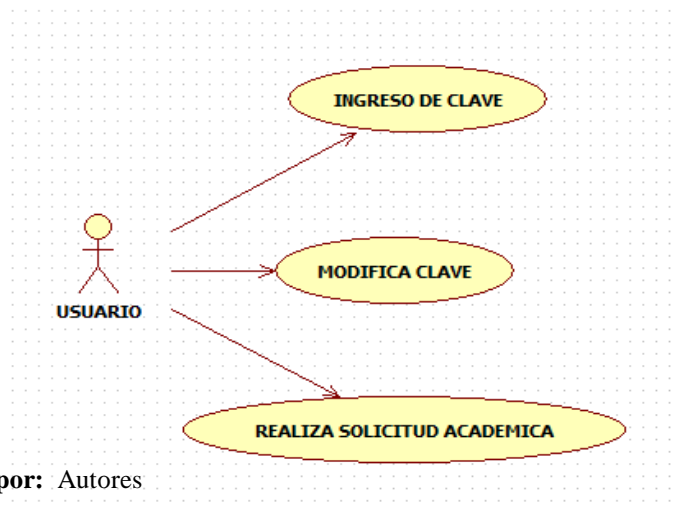 INGRESO DE CLAVE
MODIFICA CLAVE
USUARIO
REALIZA SOLICITUD ACADEMICA
por: Autores